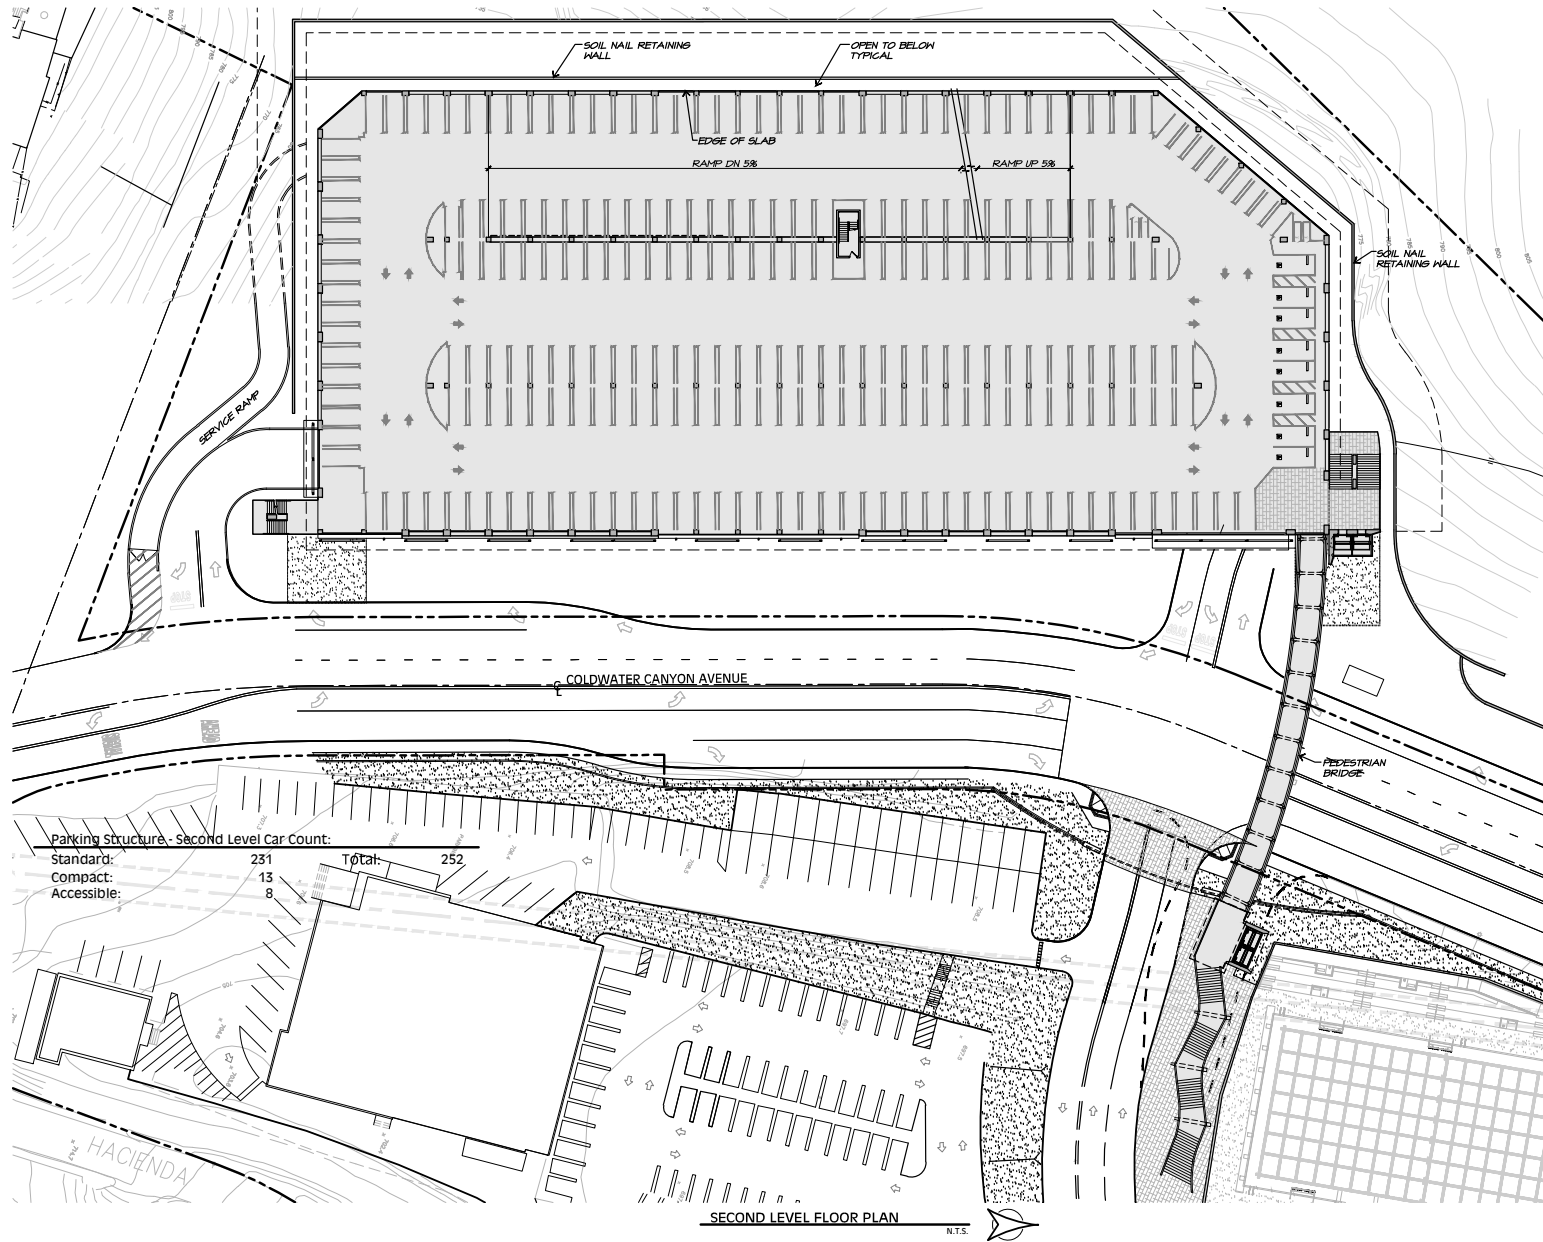 SOIL NAIL RETAINING
WALL
OPEN TO BELOW
TYPICAL
EDGE OF SLAB
RAMP DN 5%
RAMP UP 5%
SOIL NAIL
RETAINING WALL
SERVICE RAMP
COLDWATER CANYON AVENUE
PEDESTRIAN
BRIDGE
Parking Structure - Second Level Car Count:
Standard: 231 Total: 252
Compact: 13
Accessible: 8
HACIENDA
SECOND LEVEL FLOOR PLAN
N.T.S.